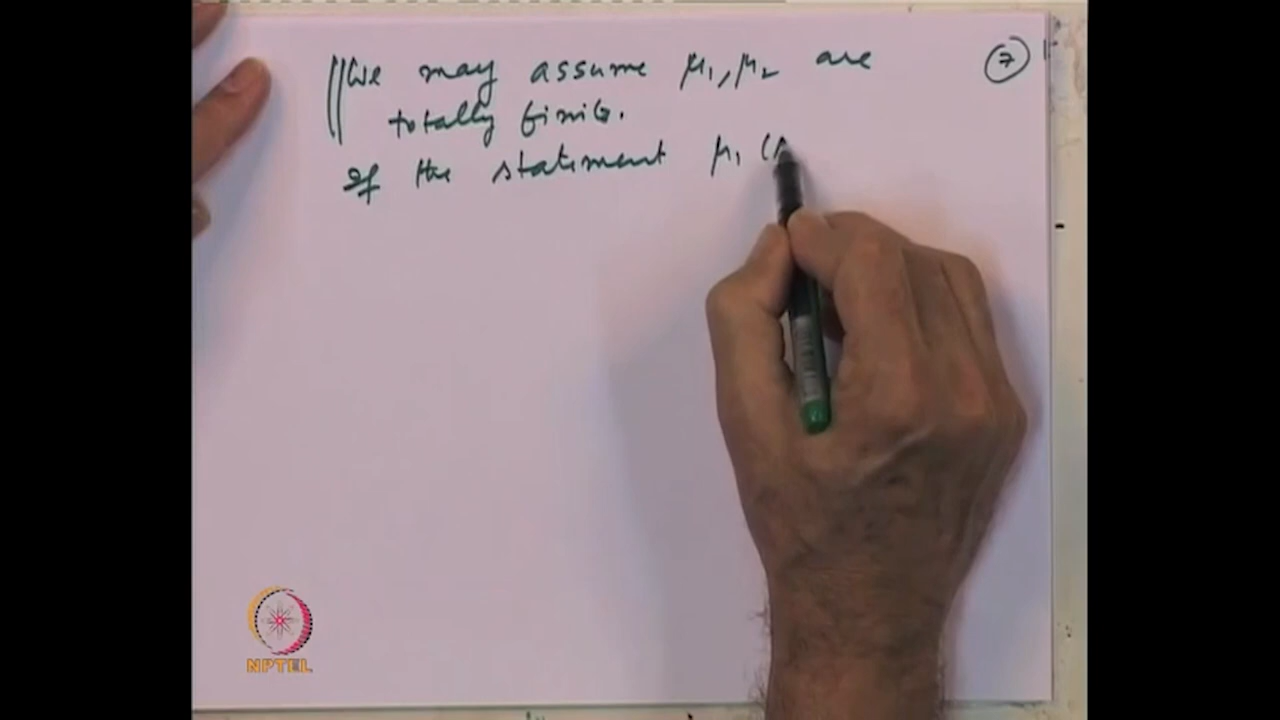 We may assume μ₁, μ₂ are
totally finite.
If the statement μ₁ (
7
NPTEL